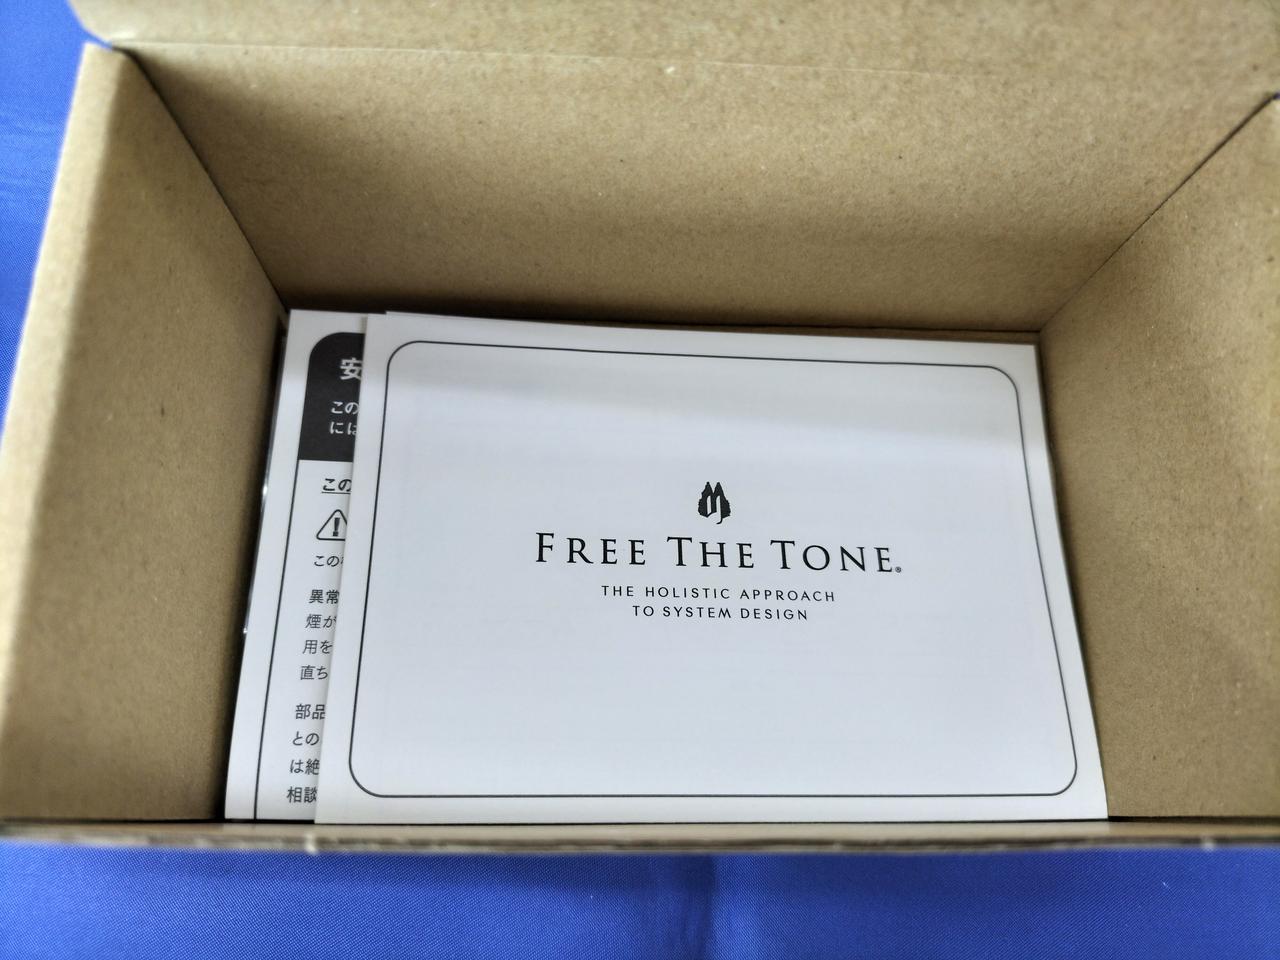 FREE THE TONE®
THE HOLISTIC APPROACH
TO SYSTEM DESIGN
安
この
には
この
この
異常
煙が
用を
直ち
部品
との
は絶
相談